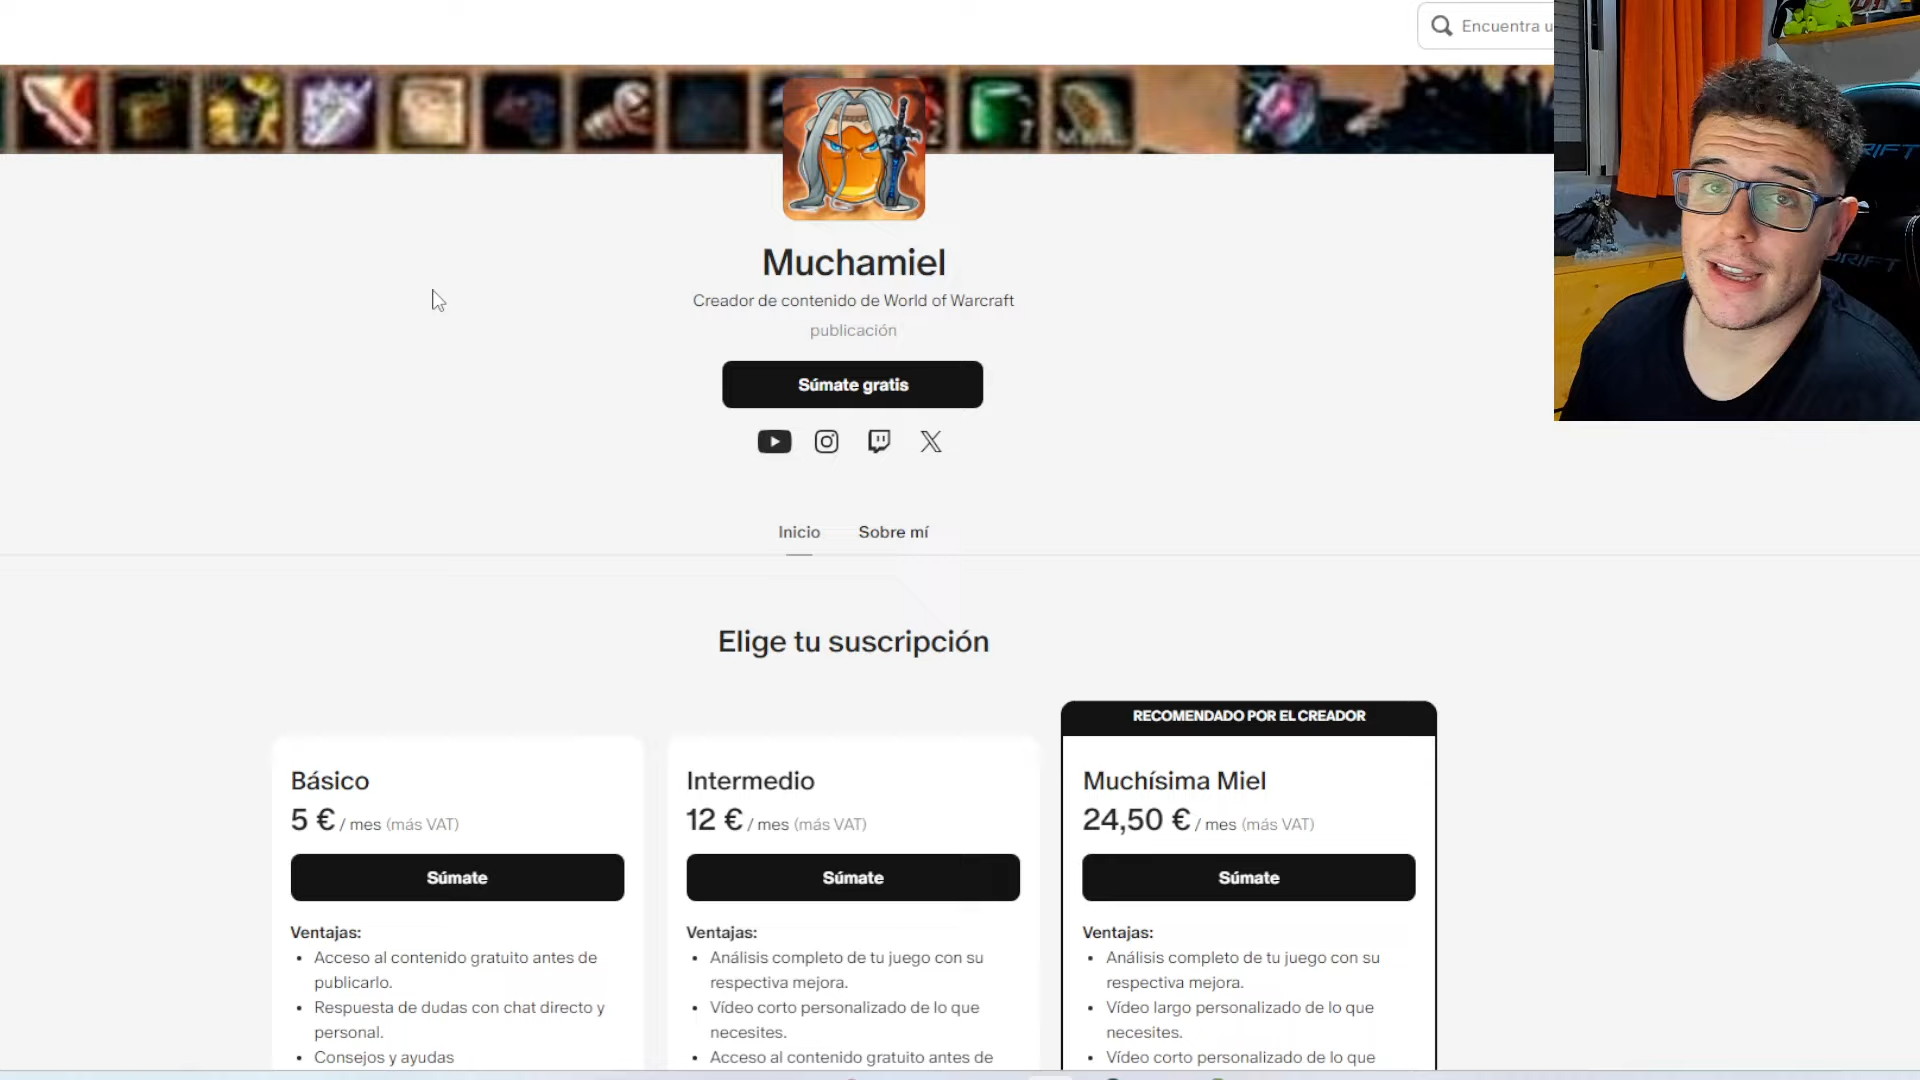 Encuentra u
Muchamiel
Creador de contenido de World of Warcraft
publicación
Súmate gratis
Inicio
Sobre mí
Elige tu suscripción
RECOMENDADO POR EL CREADOR
Básico
5 € / mes (más VAT)
Súmate
Ventajas:
• Acceso al contenido gratuito antes de
publicarlo.
• Respuesta de dudas con chat directo y
personal.
• Consejos y ayudas
Intermedio
12 € / mes (más VAT)
Súmate
Ventajas:
• Análisis completo de tu juego con su
respectiva mejora.
• Vídeo corto personalizado de lo que
necesites.
• Acceso al contenido gratuito antes de
Muchísima Miel
24,50 € / mes (más VAT)
Súmate
Ventajas:
• Análisis completo de tu juego con su
respectiva mejora.
• Vídeo largo personalizado de lo que
necesites.
• Vídeo corto personalizado de lo que
DRIFT